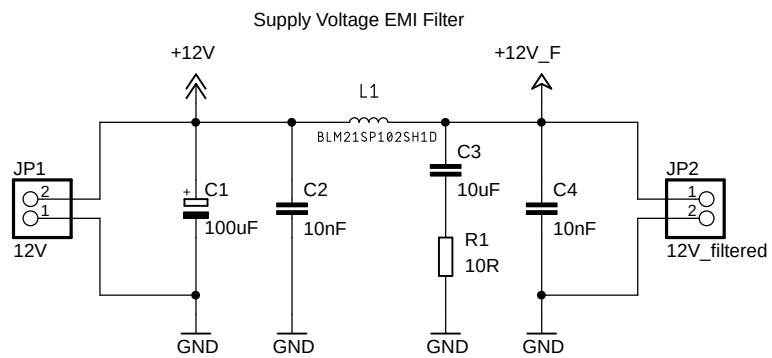 Supply Voltage EMI Filter
+12V
+12V_F
L1
BLM21SP102SH1D
JP1
2
1
12V
+
C1
100uF
C2
10nF
C3
10uF
R1
10R
C4
10nF
JP2
1
2
12V_filtered
GND
GND
GND
GND